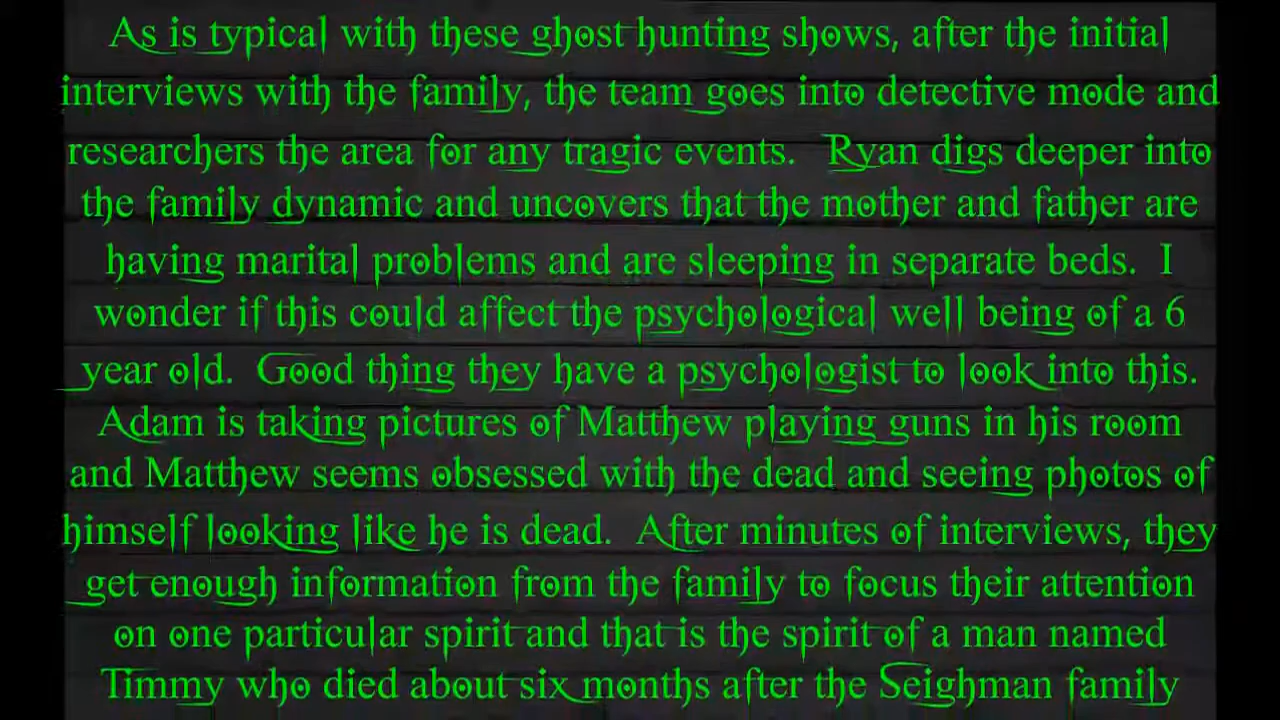 As is typical with these ghost hunting shows, after the initial
interviews with the family, the team goes into detective mode and
researchers the area for any tragic events.  Ryan digs deeper into
the family dynamic and uncovers that the mother and father are
having marital problems and are sleeping in separate beds.  I
wonder if this could affect the psychological well being of a 6
year old.  Good thing they have a psychologist to look into this.
Adam is taking pictures of Matthew playing guns in his room
and Matthew seems obsessed with the dead and seeing photos of
himself looking like he is dead.  After minutes of interviews, they
get enough information from the family to focus their attention
on one particular spirit and that is the spirit of a man named
Timmy who died about six months after the Seighman family